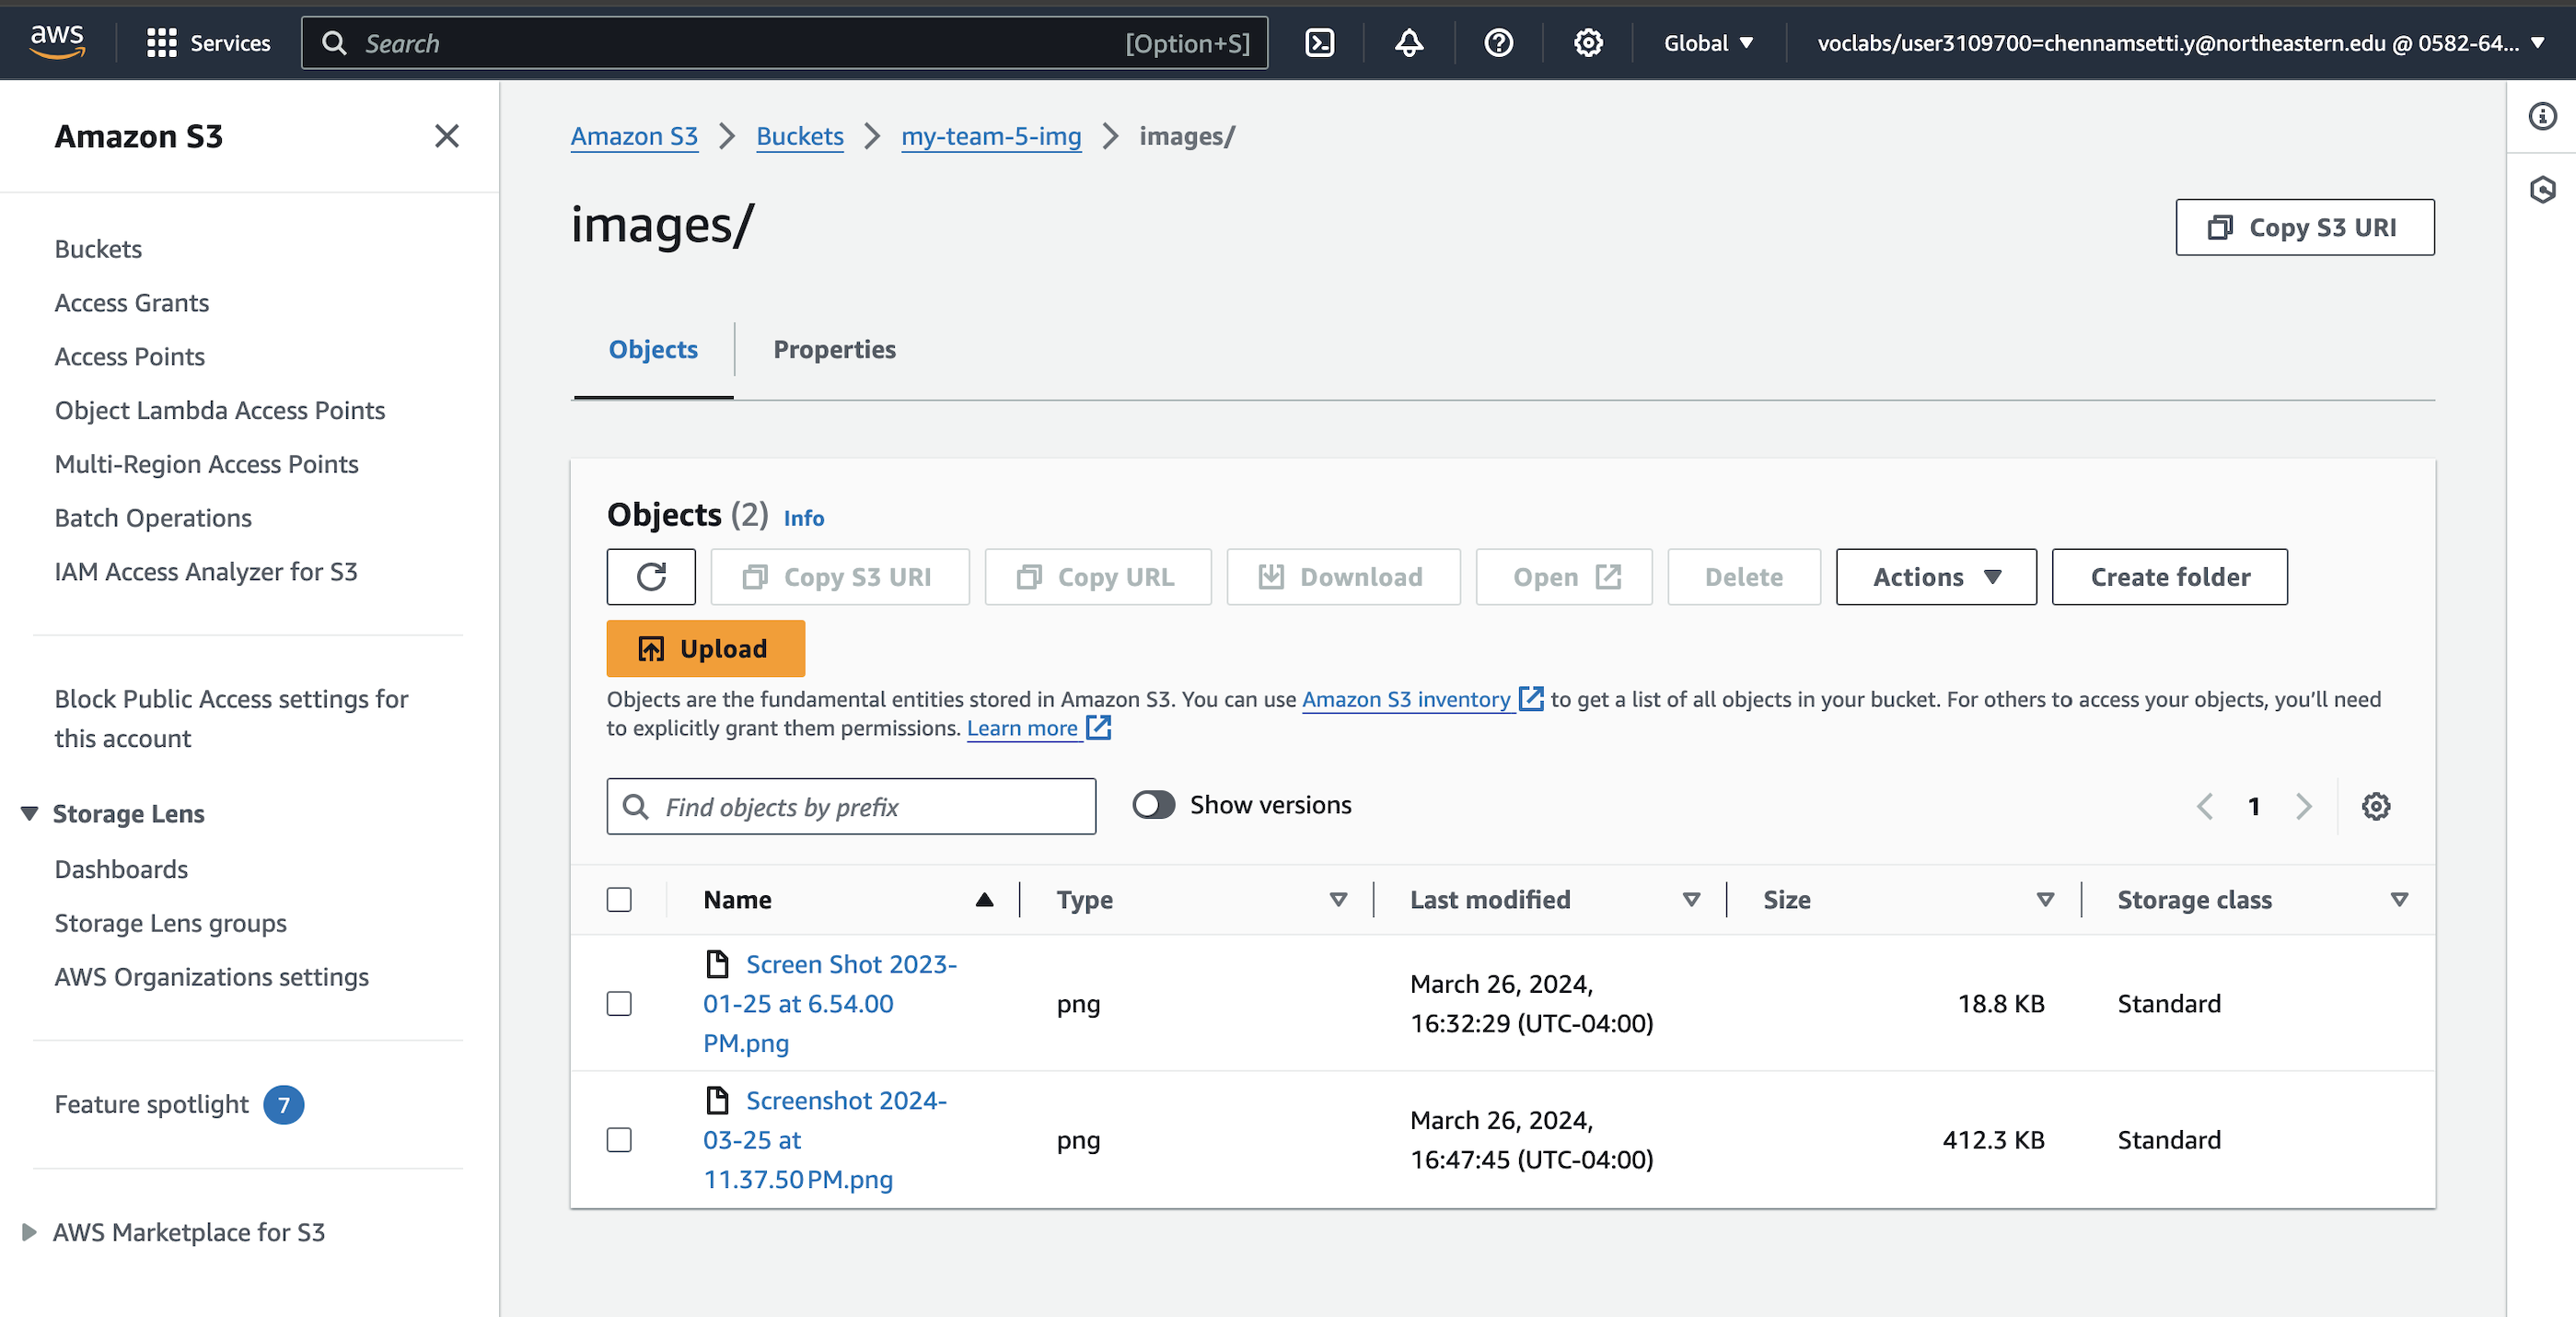 aws
Services
Search
[Option+S]
Global
voclabs/user3109700=chennamsetti.y@northeastern.edu @ 0582-64...
Amazon S3
Buckets
Access Grants
Access Points
Object Lambda Access Points
Multi-Region Access Points
Batch Operations
IAM Access Analyzer for S3
Block Public Access settings for
this account
Storage Lens
Dashboards
Storage Lens groups
AWS Organizations settings
Feature spotlight 7
AWS Marketplace for S3
Amazon S3 > Buckets > my-team-5-img > images/
images/
Copy S3 URI
Objects
Properties
Objects (2) Info
Copy S3 URI
Copy URL
Download
Open
Delete
Actions
Create folder
Upload
Objects are the fundamental entities stored in Amazon S3. You can use Amazon S3 inventory to get a list of all objects in your bucket. For others to access your objects, you’ll need
to explicitly grant them permissions. Learn more
Find objects by prefix
Show versions
1
Name
Type
Last modified
Size
Storage class
Screen Shot 2023-
01-25 at 6.54.00
PM.png
png
March 26, 2024,
16:32:29 (UTC-04:00)
18.8 KB
Standard
Screenshot 2024-
03-25 at
11.37.50 PM.png
png
March 26, 2024,
16:47:45 (UTC-04:00)
412.3 KB
Standard